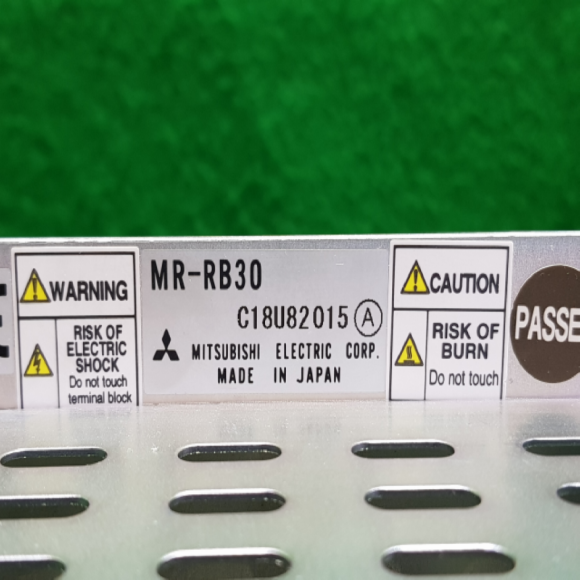 WARNING
RISK OF
ELECTRIC
SHOCK
Do not touch
terminal block
MR-RB30
C18U82015 A
MITSUBISHI ELECTRIC CORP.
MADE IN JAPAN
CAUTION
RISK OF
BURN
Do not touch
PASSE